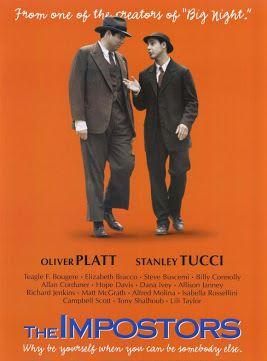 From one of the creators of "Big Night."
OLIVER PLATT STANLEY TUCCI
Teagle F. Bougere • Elizabeth Bracco • Steve Buscemi • Billy Connolly
Allan Corduner • Hope Davis • Dana Ivey • Allison Janney
Richard Jenkins • Matt McGrath • Alfred Molina • Isabella Rossellini
Campbell Scott • Tony Shalhoub • Lili Taylor
THE IMPOSTORS
Why be yourself when you can be somebody else.